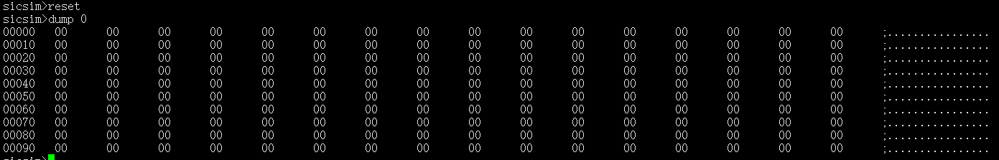 sicsim>reset
sicsim>dump 0
00000 00 00 00 00 00 00 00 00 00 00 00 00 00 00 00 00 ;................
00010 00 00 00 00 00 00 00 00 00 00 00 00 00 00 00 00 ;................
00020 00 00 00 00 00 00 00 00 00 00 00 00 00 00 00 00 ;................
00030 00 00 00 00 00 00 00 00 00 00 00 00 00 00 00 00 ;................
00040 00 00 00 00 00 00 00 00 00 00 00 00 00 00 00 00 ;................
00050 00 00 00 00 00 00 00 00 00 00 00 00 00 00 00 00 ;................
00060 00 00 00 00 00 00 00 00 00 00 00 00 00 00 00 00 ;................
00070 00 00 00 00 00 00 00 00 00 00 00 00 00 00 00 00 ;................
00080 00 00 00 00 00 00 00 00 00 00 00 00 00 00 00 00 ;................
00090 00 00 00 00 00 00 00 00 00 00 00 00 00 00 00 00 ;................
sicsim>